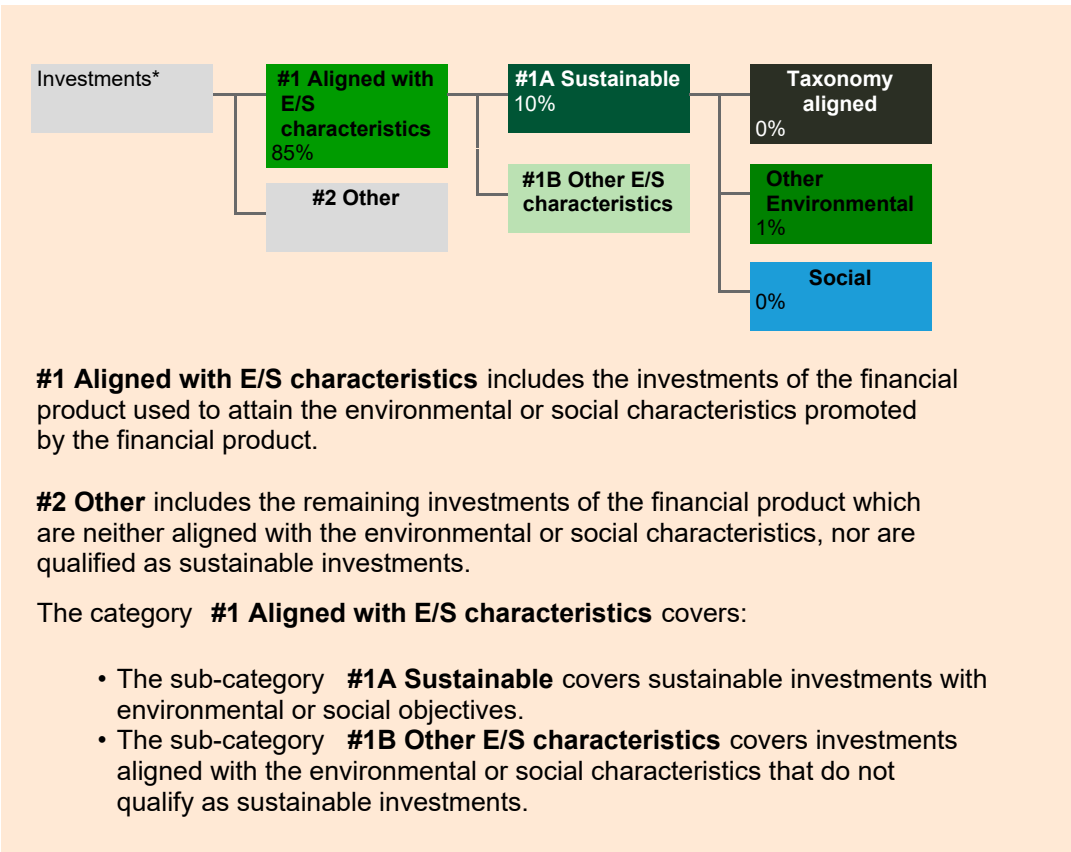 Investments*
#1 Aligned with
E/S
characteristics
85%
#2 Other
#1A Sustainable
10%
#1B Other E/S
characteristics
Taxonomy
aligned
0%
Other
Environmental
1%
Social
0%
#1 Aligned with E/S characteristics includes the investments of the financial
product used to attain the environmental or social characteristics promoted
by the financial product.
#2 Other includes the remaining investments of the financial product which
are neither aligned with the environmental or social characteristics, nor are
qualified as sustainable investments.
The category #1 Aligned with E/S characteristics covers:
• The sub-category #1A Sustainable covers sustainable investments with
environmental or social objectives.
• The sub-category #1B Other E/S characteristics covers investments
aligned with the environmental or social characteristics that do not
qualify as sustainable investments.